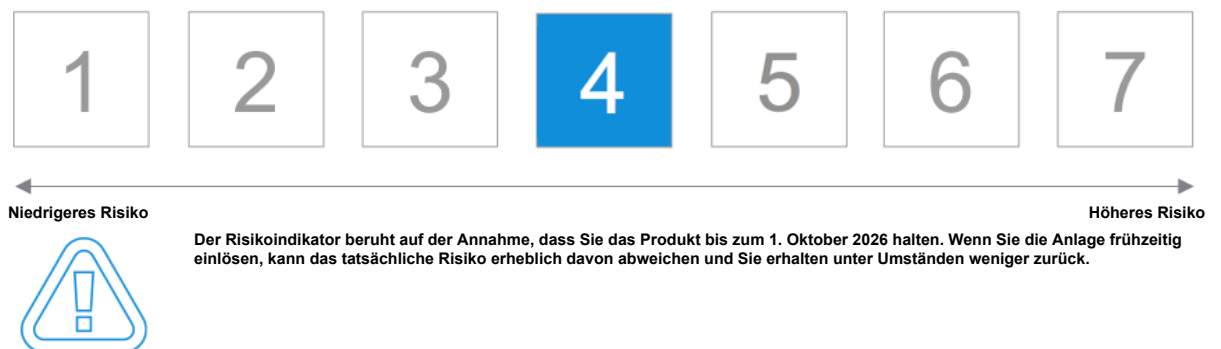 1 2 3 4 5 6 7
Niedrigeres Risiko Höheres Risiko
Der Risikoindikator beruht auf der Annahme, dass Sie das Produkt bis zum 1. Oktober 2026 halten. Wenn Sie die Anlage frühzeitig
einlösen, kann das tatsächliche Risiko erheblich davon abweichen und Sie erhalten unter Umständen weniger zurück.